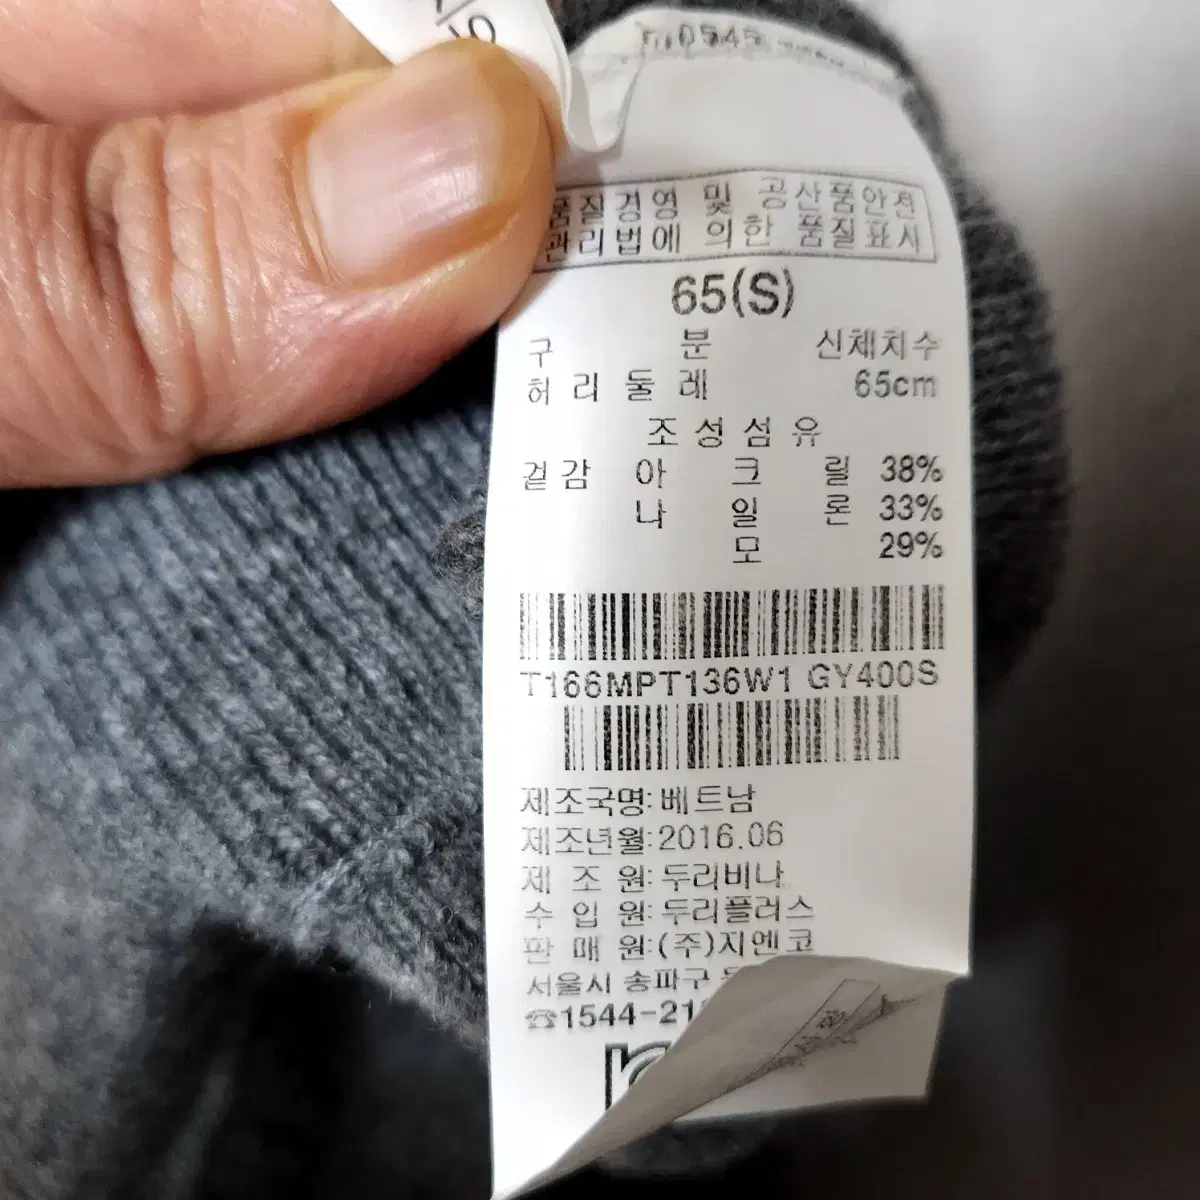 품질경영 및 공산품안전
관리법에 의한 품질표시
65(S)
구 분 신체치수
허리둘레 65cm
조성섬유
겉감 아크릴 38%
나일론 33%
모 29%
T166MPT136W1 GY400S
제조국명:베트남
제조년월:2016.06
제 조 원:두리비나
수 입 원:두리플러스
판 매 원:(주)지엔코
서울시 송파구
☎1544-21